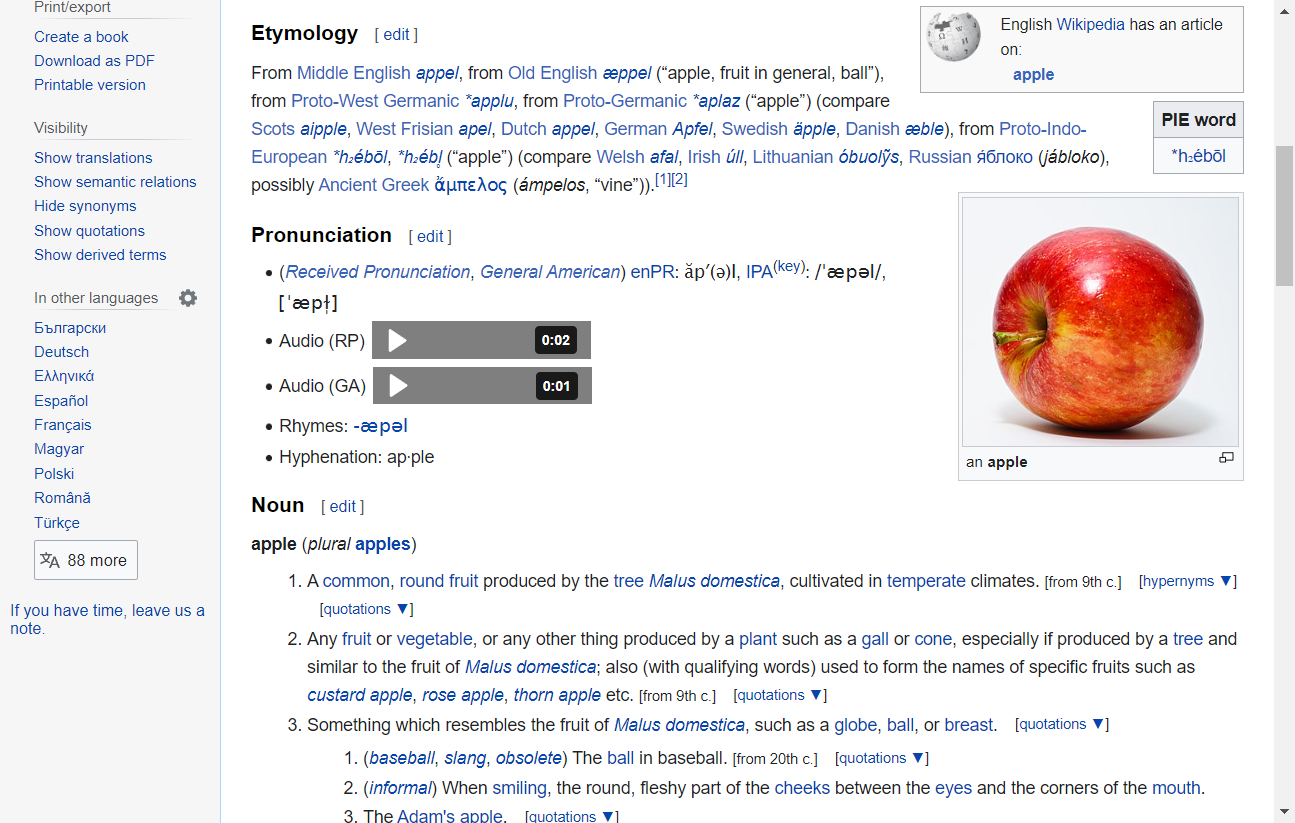 Print/export
Create a book
Download as PDF
Printable version
Visibility
Show translations
Show semantic relations
Hide synonyms
Show quotations
Show derived terms
In other languages
Български
Deutsch
Ελληνικά
Español
Français
Magyar
Polski
Română
Türkçe
88 more
If you have time, leave us a
note.
Etymology [ edit ]
From Middle English appel, from Old English æppel (“apple, fruit in general, ball”),
from Proto-West Germanic *applu, from Proto-Germanic *aplaz (“apple”) (compare
Scots aipple, West Frisian apel, Dutch appel, German Apfel, Swedish äpple, Danish æble), from Proto-Indo-
European *h₂ébōl, *h₂ébl̥ (“apple”) (compare Welsh afal, Irish úll, Lithuanian óbuolỹs, Russian я́блоко (jábloko),
possibly Ancient Greek ἄμπελος (ámpelos, “vine”)).[1][2]
English Wikipedia has an article
on:
apple
PIE word
*h₂ébōl
an apple
Pronunciation [ edit ]
• (Received Pronunciation, General American) enPR: ăp′(ə)l, IPA(key): /ˈæpəl/,
[ˈæpɫ̩]
• Audio (RP) 0:02
• Audio (GA) 0:01
• Rhymes: -æpəl
• Hyphenation: ap‧ple
Noun [ edit ]
apple (plural apples)
1. A common, round fruit produced by the tree Malus domestica, cultivated in temperate climates. [from 9th c.] [hypernyms ▼]
[quotations ▼]
2. Any fruit or vegetable, or any other thing produced by a plant such as a gall or cone, especially if produced by a tree and
similar to the fruit of Malus domestica; also (with qualifying words) used to form the names of specific fruits such as
custard apple, rose apple, thorn apple etc. [from 9th c.] [quotations ▼]
3. Something which resembles the fruit of Malus domestica, such as a globe, ball, or breast. [quotations ▼]
1. (baseball, slang, obsolete) The ball in baseball. [from 20th c.] [quotations ▼]
2. (informal) When smiling, the round, fleshy part of the cheeks between the eyes and the corners of the mouth.
3. The Adam's apple. [quotations ▼]